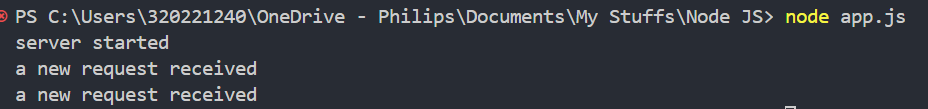 PS C:\Users\320221240\OneDrive - Philips\Documents\My Stuffs\Node JS> node app.js
server started
a new request received
a new request received